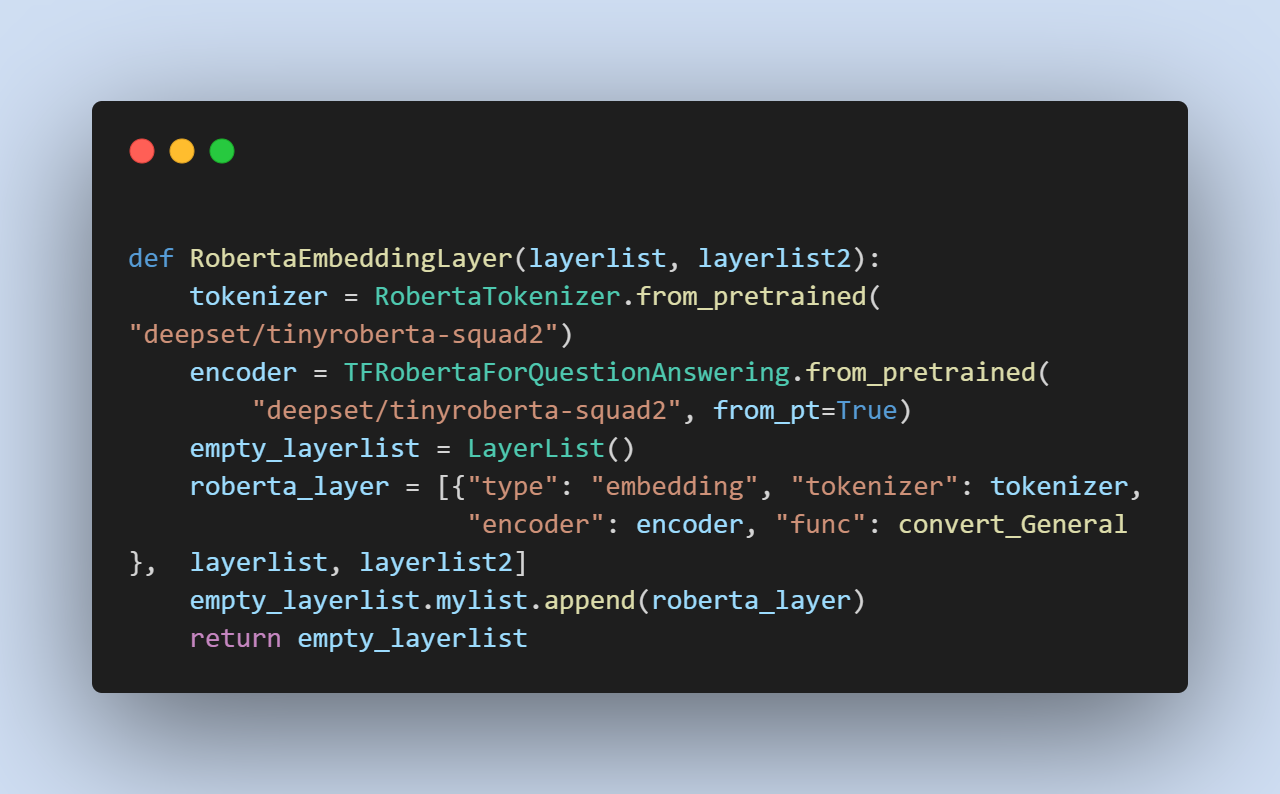 def RobertaEmbeddingLayer(layerlist, layerlist2):
    tokenizer = RobertaTokenizer.from_pretrained(
"deepset/tinyroberta-squad2")
    encoder = TFRobertaForQuestionAnswering.from_pretrained(
        "deepset/tinyroberta-squad2", from_pt=True)
    empty_layerlist = LayerList()
    roberta_layer = [{"type": "embedding", "tokenizer": tokenizer,
                      "encoder": encoder, "func": convert_General
},  layerlist, layerlist2]
    empty_layerlist.mylist.append(roberta_layer)
    return empty_layerlist